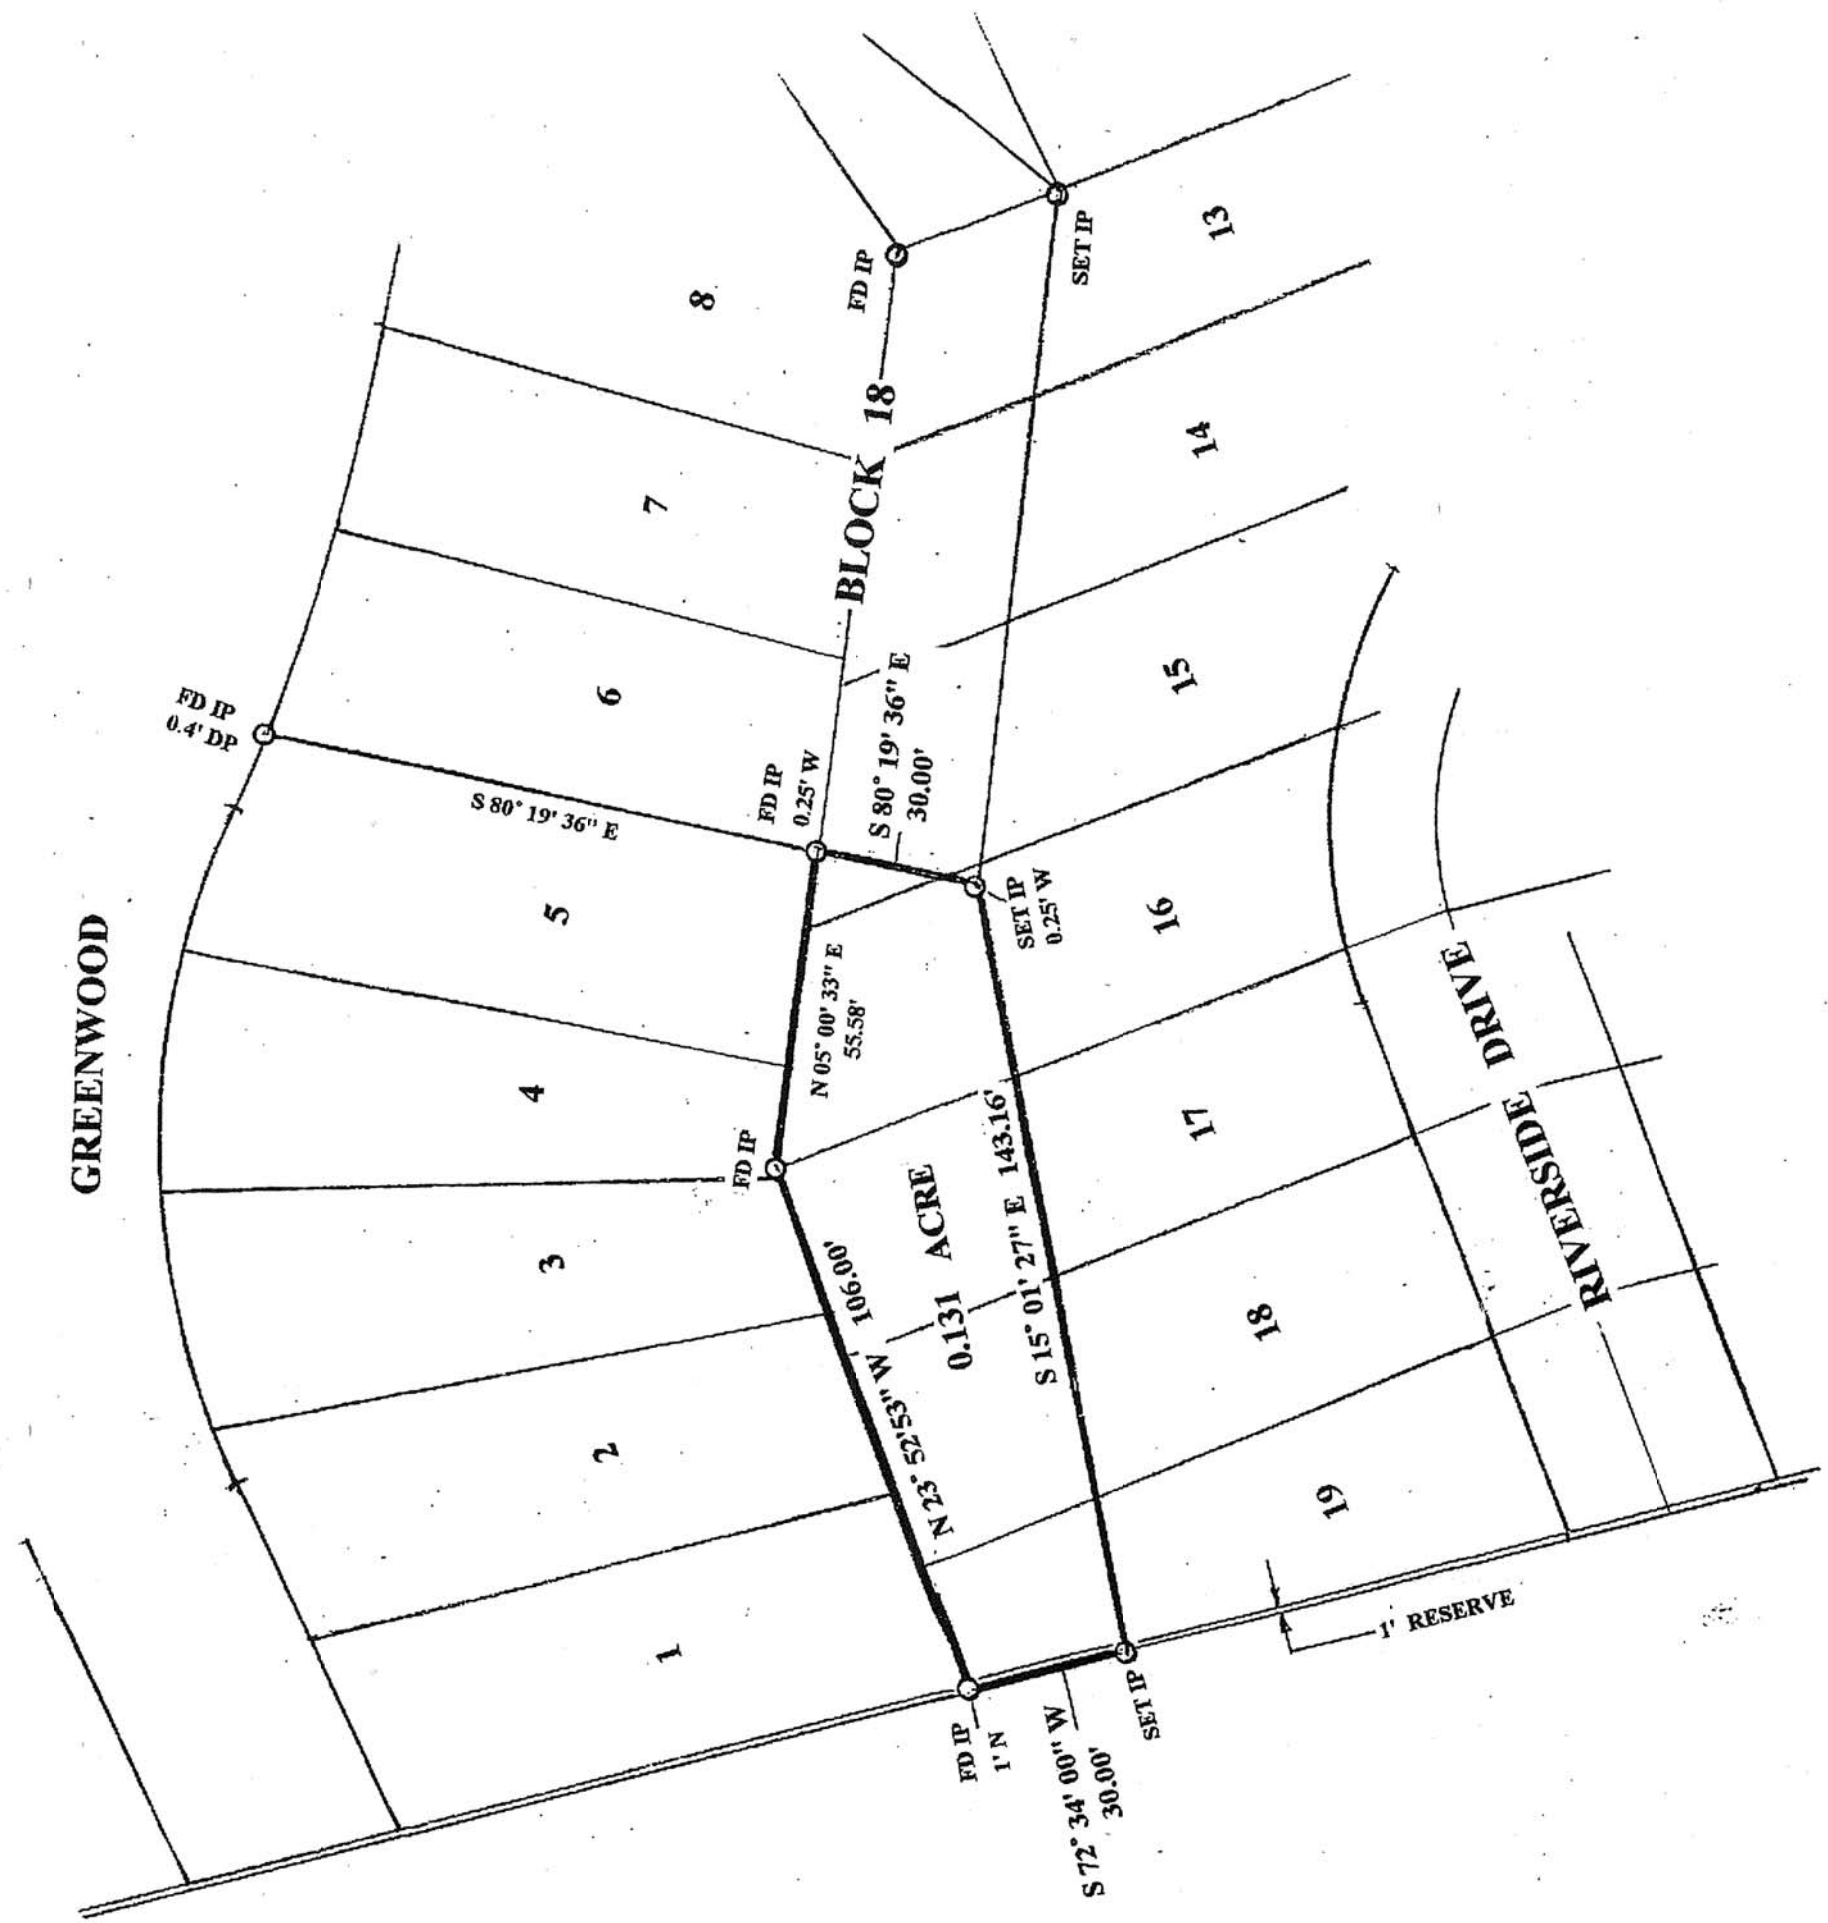 GREENWOOD
8
FD IP
SET IP
13
BLOCK 18
14
7
FD IP
0.4' DP
6
S 80° 19' 36" E
FD IP
0.25' W
S 80° 19' 36" E
30.00'
15
5
SET IP
0.25' W
16
N 05° 00' 33" E
55.58'
4
FD IP
17
RIVERSIDE DRIVE
3
106.00'
N 23° 52' 53" W
0.131 ACRE
S 15° 01' 27" E 143.16'
18
2
19
1
FD IP
1' N
S 72° 34' 00" W
30.00'
SET IP
1' RESERVE